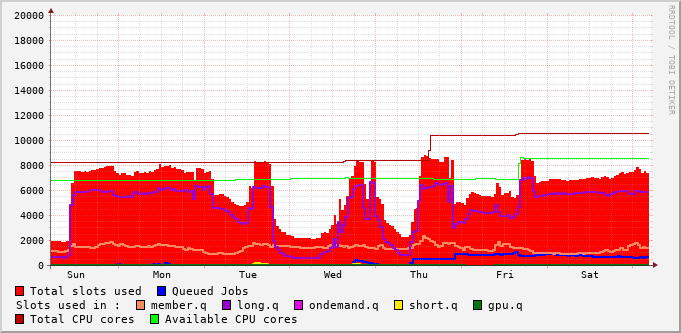 20000
18000
16000
14000
12000
10000
8000
6000
4000
2000
0
Sun Mon Tue Wed Thu Fri Sat
Total slots used Queued Jobs
Slots used in : member.q long.q ondemand.q short.q gpu.q
Total CPU cores Available CPU cores
RRDTOOL / TOBI OETIKER